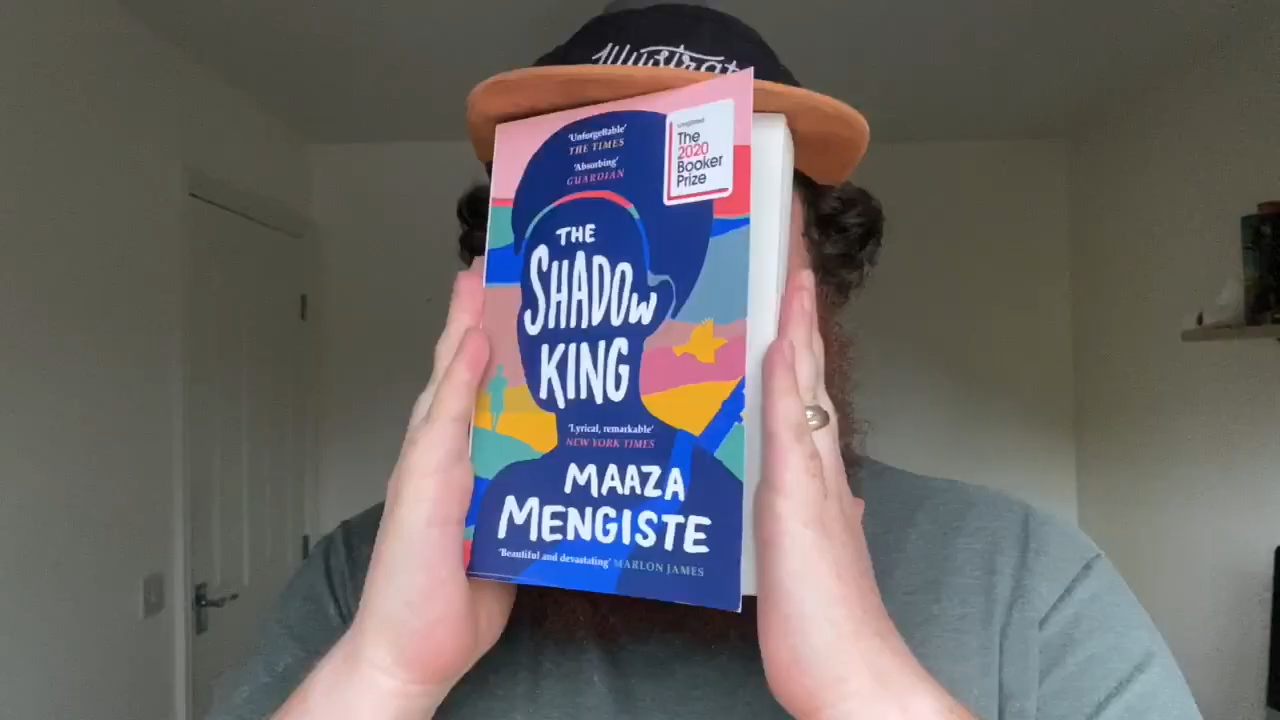 Illustrat
'Unforgettable'
THE TIMES
'Absorbing'
GUARDIAN
The
2020
Booker
Prize
THE
SHADOW
KING
'Lyrical, remarkable'
NEW YORK TIMES
MAAZA
MENGISTE
'Beautiful and devastating' MARLON JAMES